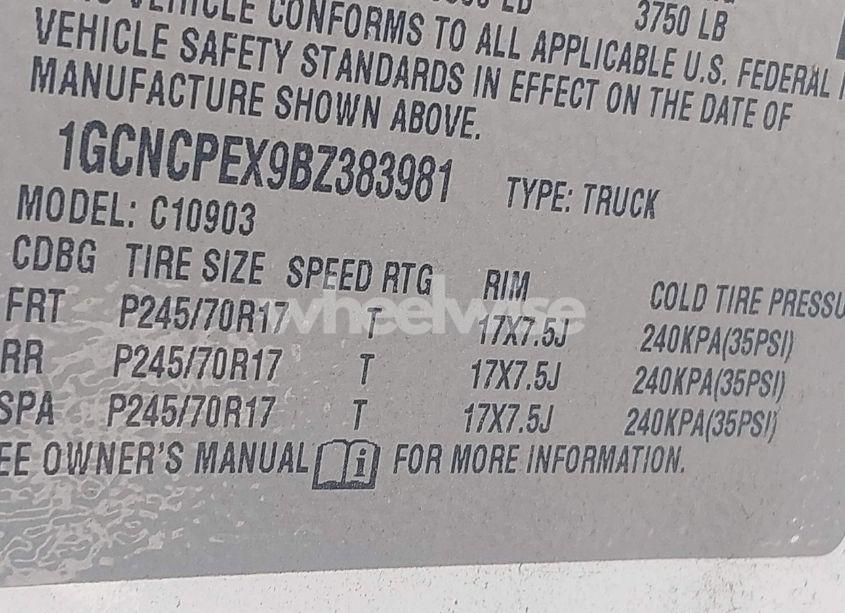 3750 LB
VEHICLE CONFORMS TO ALL APPLICABLE U.S. FEDERAL
VEHICLE SAFETY STANDARDS IN EFFECT ON THE DATE OF
MANUFACTURE SHOWN ABOVE.
1GCNCPEX9BZ383981 TYPE: TRUCK
MODEL: C10903
CDBG TIRE SIZE SPEED RTG RIM COLD TIRE PRESSU
FRT P245/70R17 T 17X7.5J 240KPA(35PSI)
RR P245/70R17 T 17X7.5J 240KPA(35PSI)
SPA P245/70R17 T 17X7.5J 240KPA(35PSI)
EE OWNER'S MANUAL i FOR MORE INFORMATION.
wheelwise